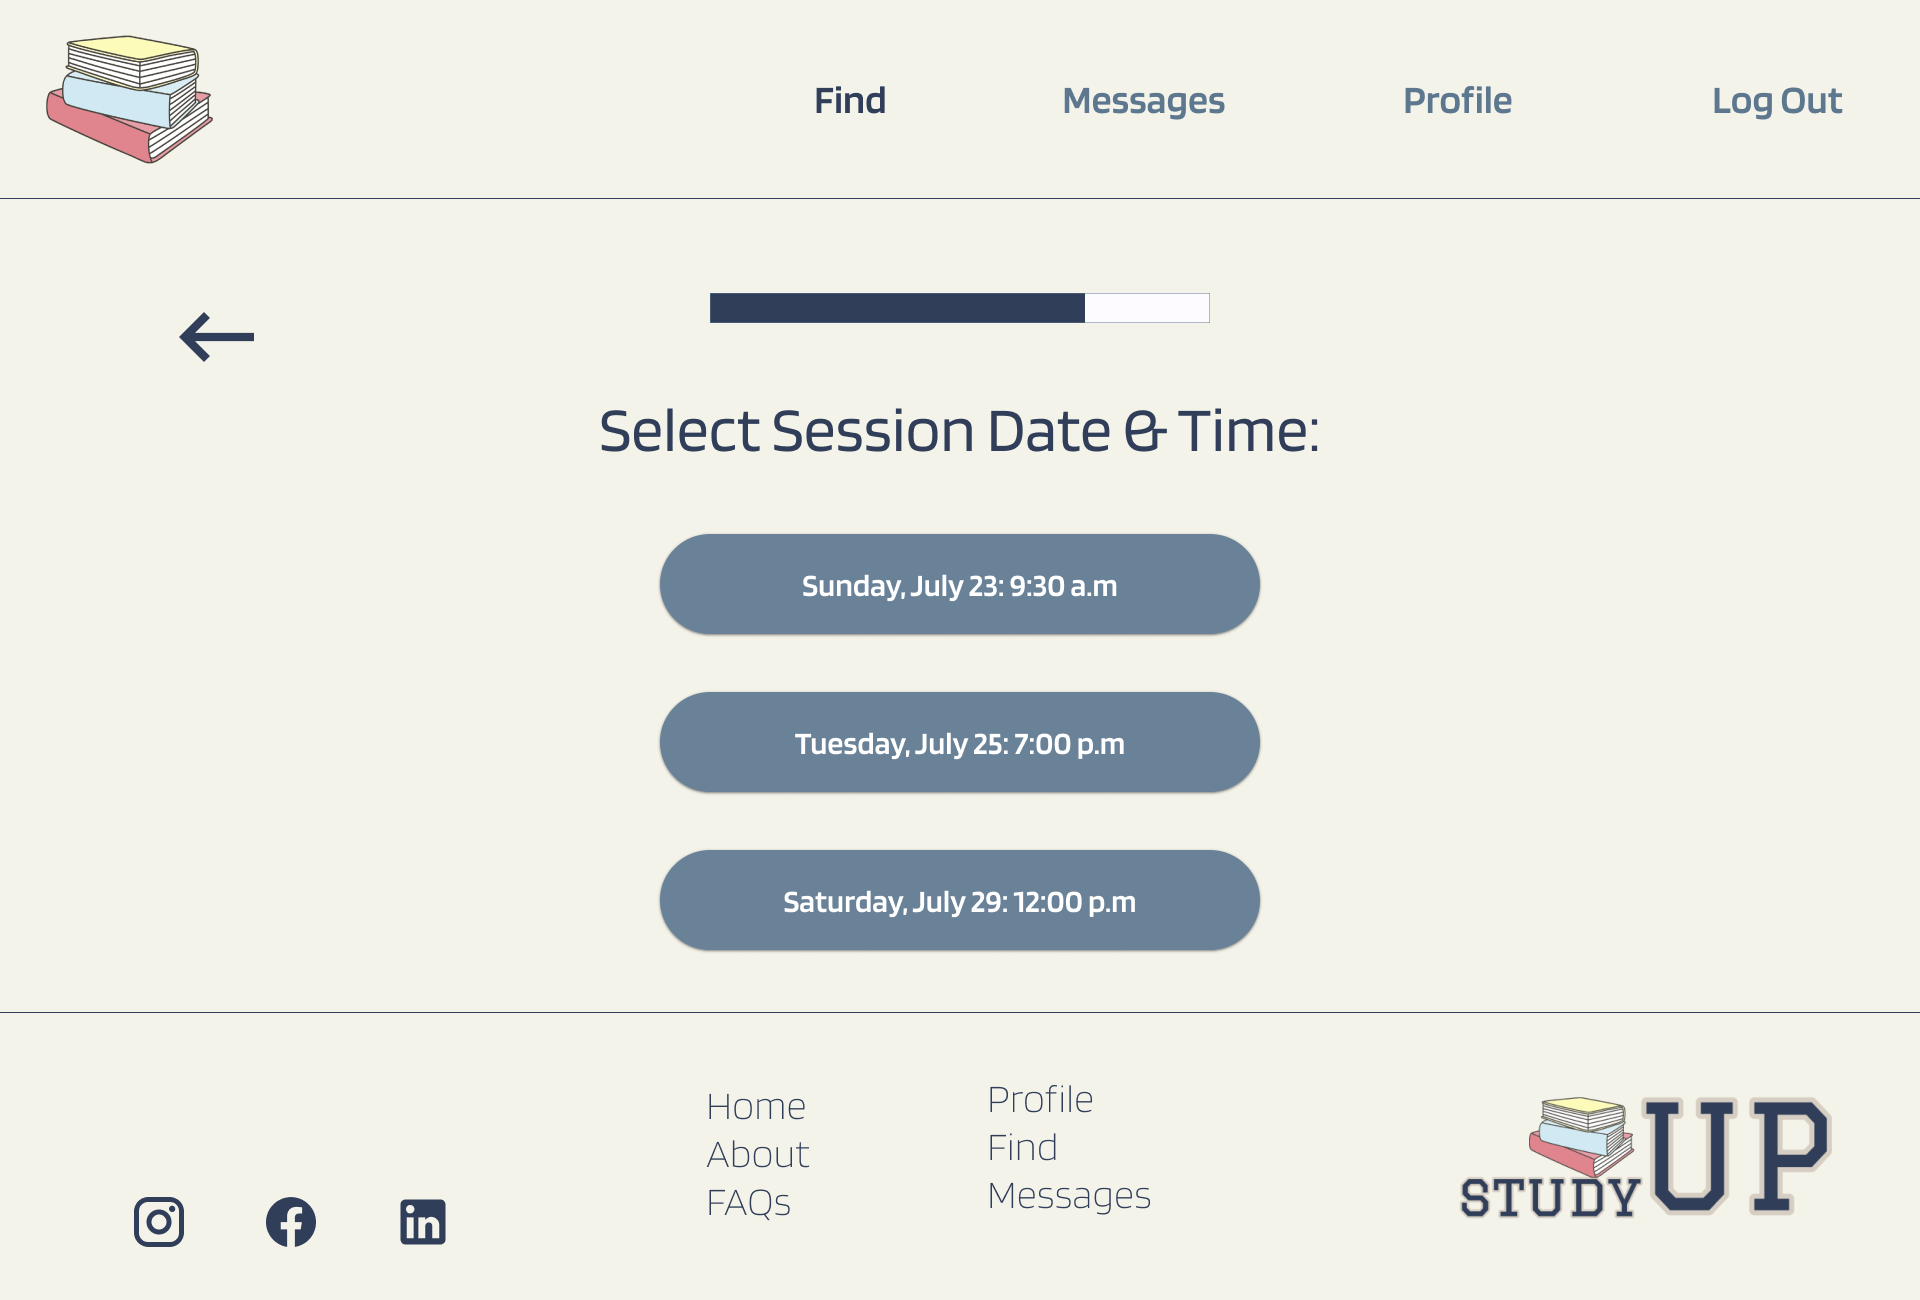 Find
Messages
Profile
Log Out
Select Session Date & Time:
Sunday, July 23: 9:30 a.m
Tuesday, July 25: 7:00 p.m
Saturday, July 29: 12:00 p.m
Home
About
FAQs
Profile
Find
Messages
STUDY UP